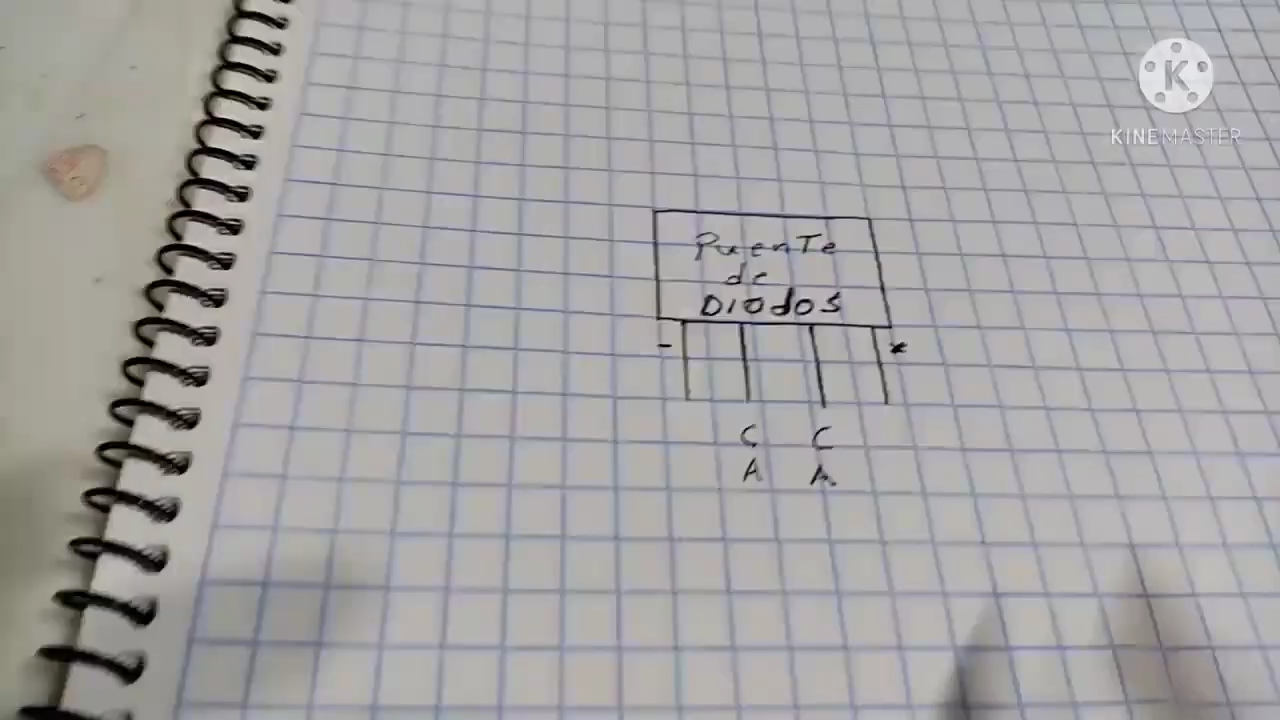 KINEMASTER
Puente
de
DIodos
- +
C C
A A